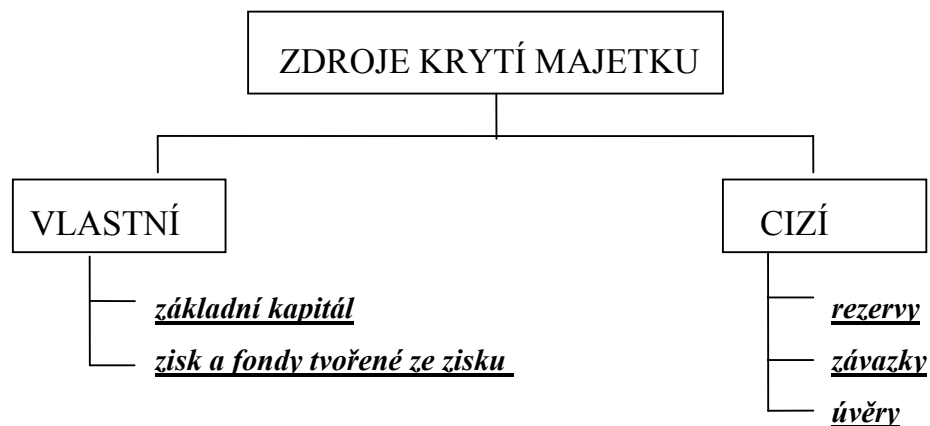 ZDROJE KRYTÍ MAJETKU
VLASTNÍ
základní kapitál
zisk a fondy tvořené ze zisku
CIZÍ
rezervy
závazky
úvěry